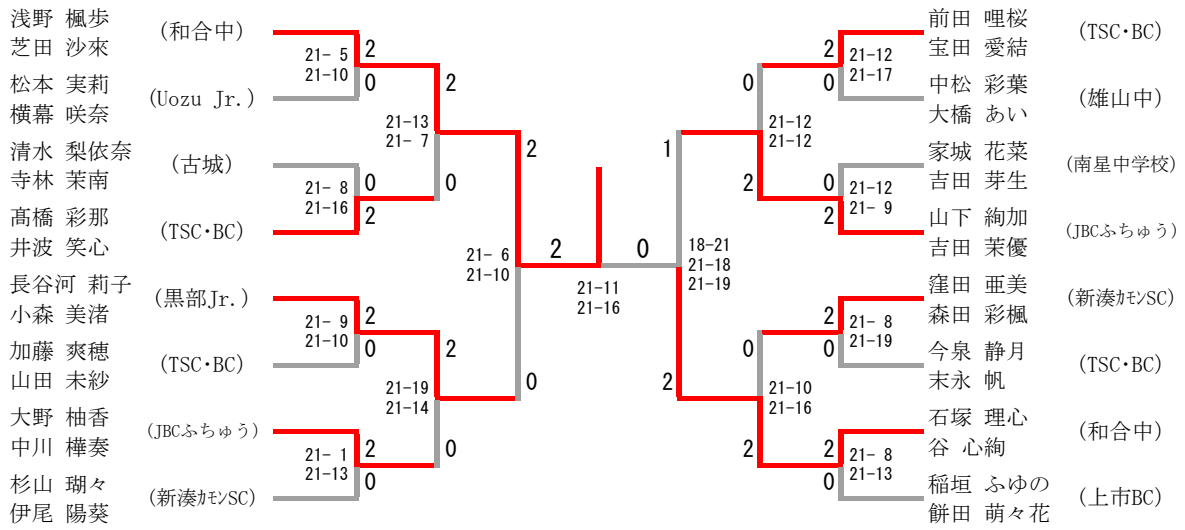 浅野 楓歩
芝田 沙來
(和合中)
21- 5
21-10
2
0
松本 実莉
横幕 咲奈
(Uozu Jr.)
21-13
21- 7
2
0
清水 梨依奈
寺林 茉南
(古城)
21- 8
21-16
0
2
髙橋 彩那
井波 笑心
(TSC・BC)
21- 6
21-10
2
0
長谷河 莉子
小森 美渚
(黒部Jr.)
21- 9
21-10
2
0
加藤 爽穂
山田 未紗
(TSC・BC)
21-19
21-14
2
0
大野 柚香
中川 樺奏
(JBCふちゅう)
21- 1
21-13
2
0
杉山 瑚々
伊尾 陽葵
(新湊ｶﾓﾝSC)
2
0
21-11
21-16
前田 哩桜
宝田 愛結
(TSC・BC)
2
0
21-12
21-17
中松 彩葉
大橋 あい
(雄山中)
0
2
21-12
21-12
家城 花菜
吉田 芽生
(南星中学校)
0
2
21-12
21- 9
山下 絢加
吉田 茉優
(JBCふちゅう)
1
2
18-21
21-18
21-19
窪田 亜美
森田 彩楓
(新湊ｶﾓﾝSC)
2
0
21- 8
21-19
今泉 静月
末永 帆
(TSC・BC)
0
2
21-10
21-16
石塚 理心
谷 心絢
(和合中)
2
0
21- 8
21-13
稲垣 ふゆの
餅田 萌々花
(上市BC)